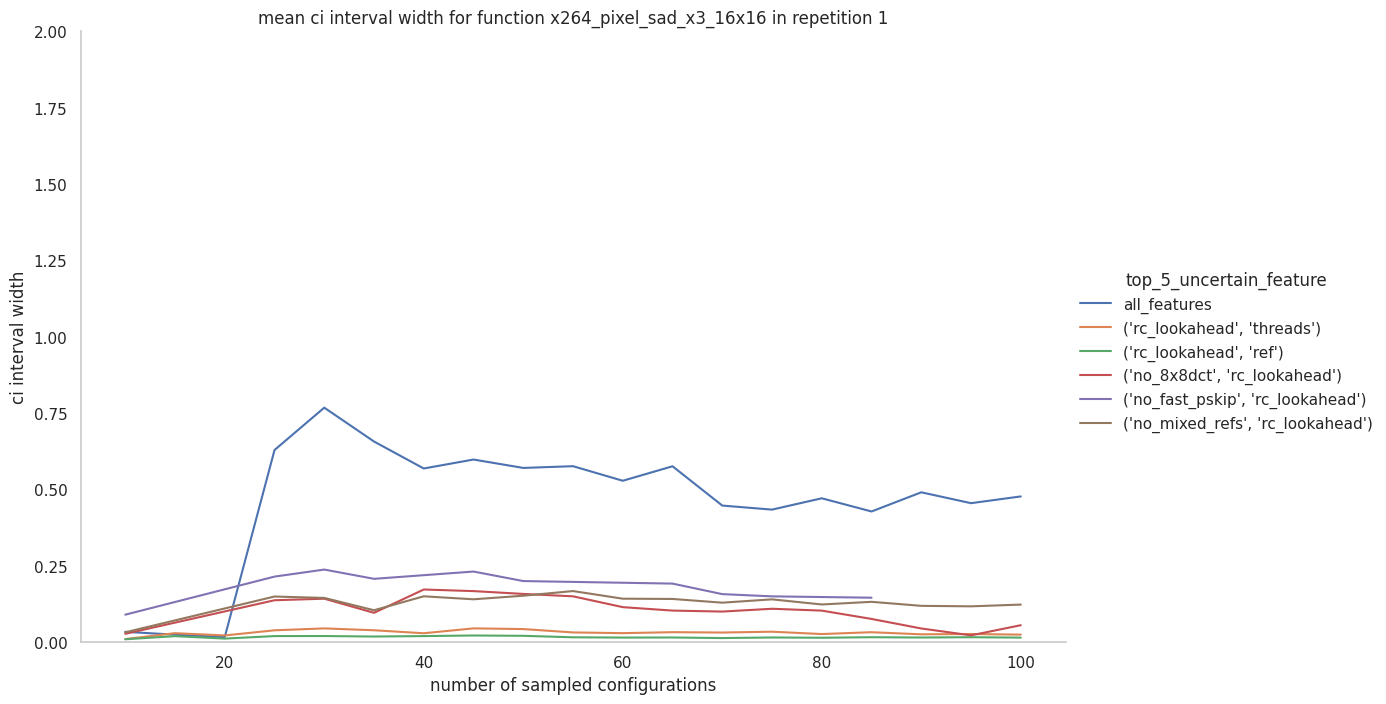 mean ci interval width for function x264_pixel_sad_x3_16x16 in repetition 1
2.00
1.75
1.50
1.25
1.00
0.75
0.50
0.25
0.00
ci interval width
20
40
60
80
100
number of sampled configurations
top_5_uncertain_feature
all_features
('rc_lookahead', 'threads')
('rc_lookahead', 'ref')
('no_8x8dct', 'rc_lookahead')
('no_fast_pskip', 'rc_lookahead')
('no_mixed_refs', 'rc_lookahead')